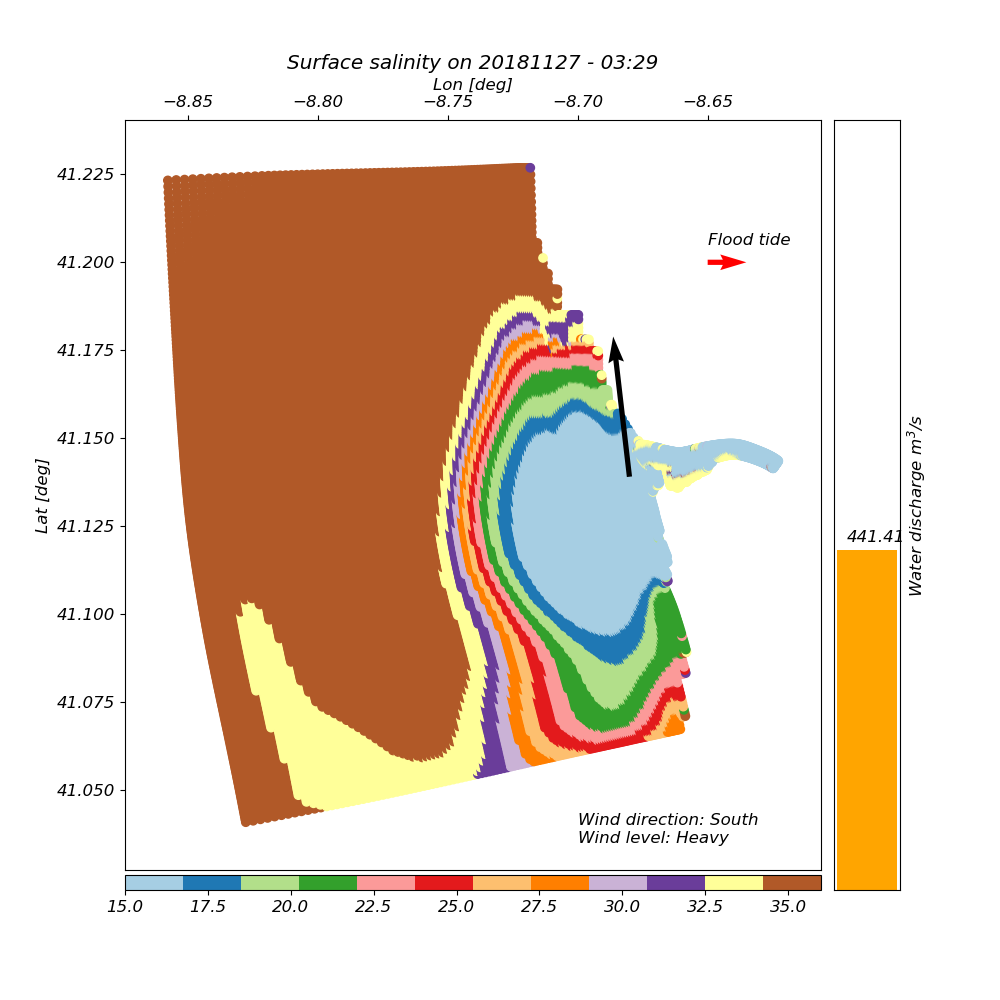 Surface salinity on 20181127 - 03:29
Lon [deg]
−8.85 −8.80 −8.75 −8.70 −8.65
41.225
41.200
41.175
41.150
41.125
41.100
41.075
41.050
Lat [deg]
Flood tide
Wind direction: South
Wind level: Heavy
441.41
Water discharge m³/s
15.0 17.5 20.0 22.5 25.0 27.5 30.0 32.5 35.0